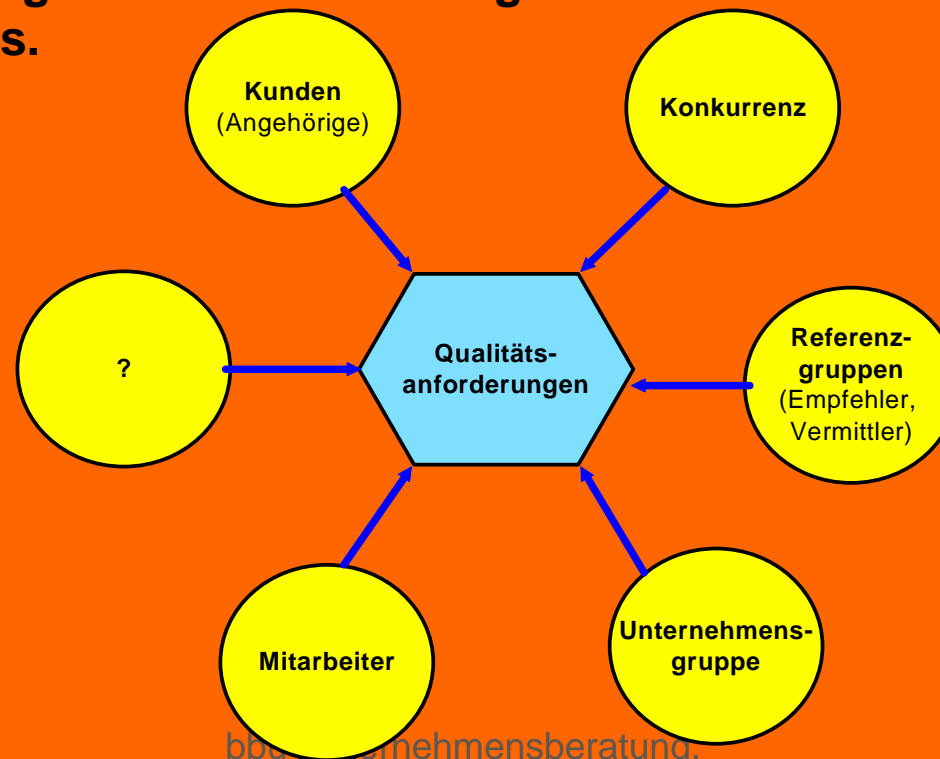 s.
Kunden
(Angehörige)
Konkurrenz
?
Qualitäts-
anforderungen
Referenz-
gruppen
(Empfehler,
Vermittler)
Mitarbeiter
Unternehmens-
gruppe